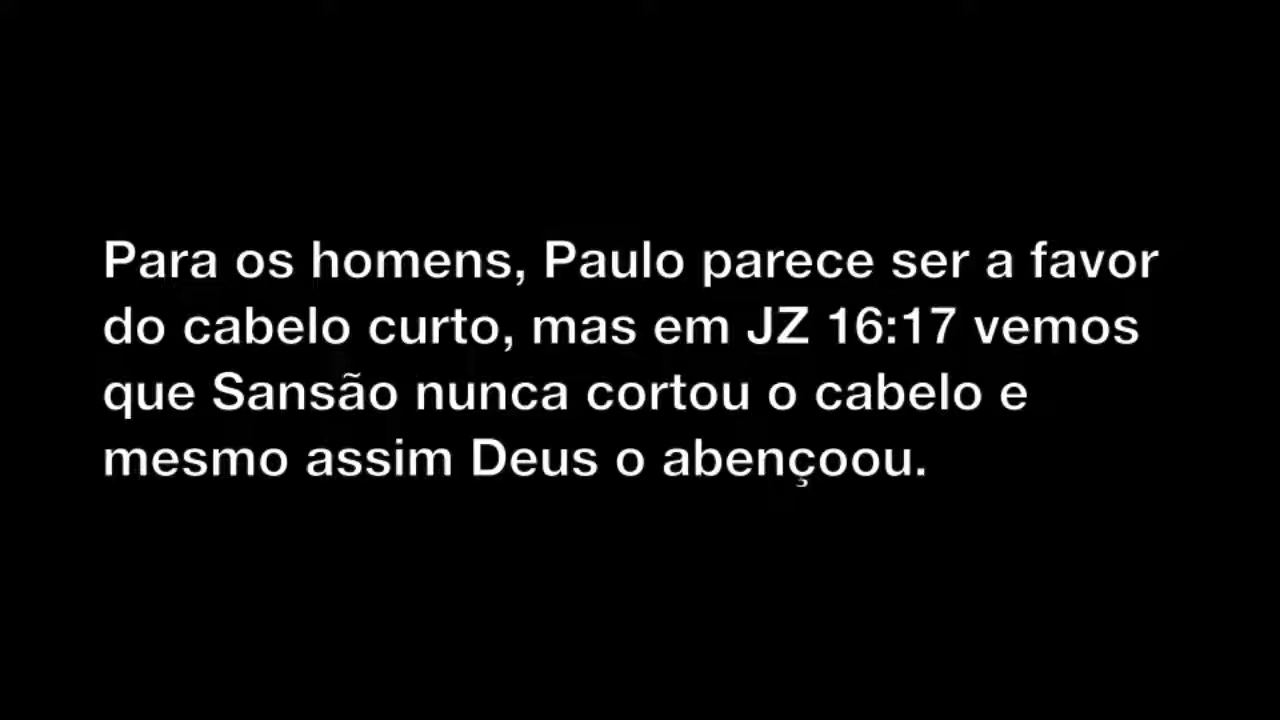 Para os homens, Paulo parece ser a favor
do cabelo curto, mas em JZ 16:17 vemos
que Sansão nunca cortou o cabelo e
mesmo assim Deus o abençoou.